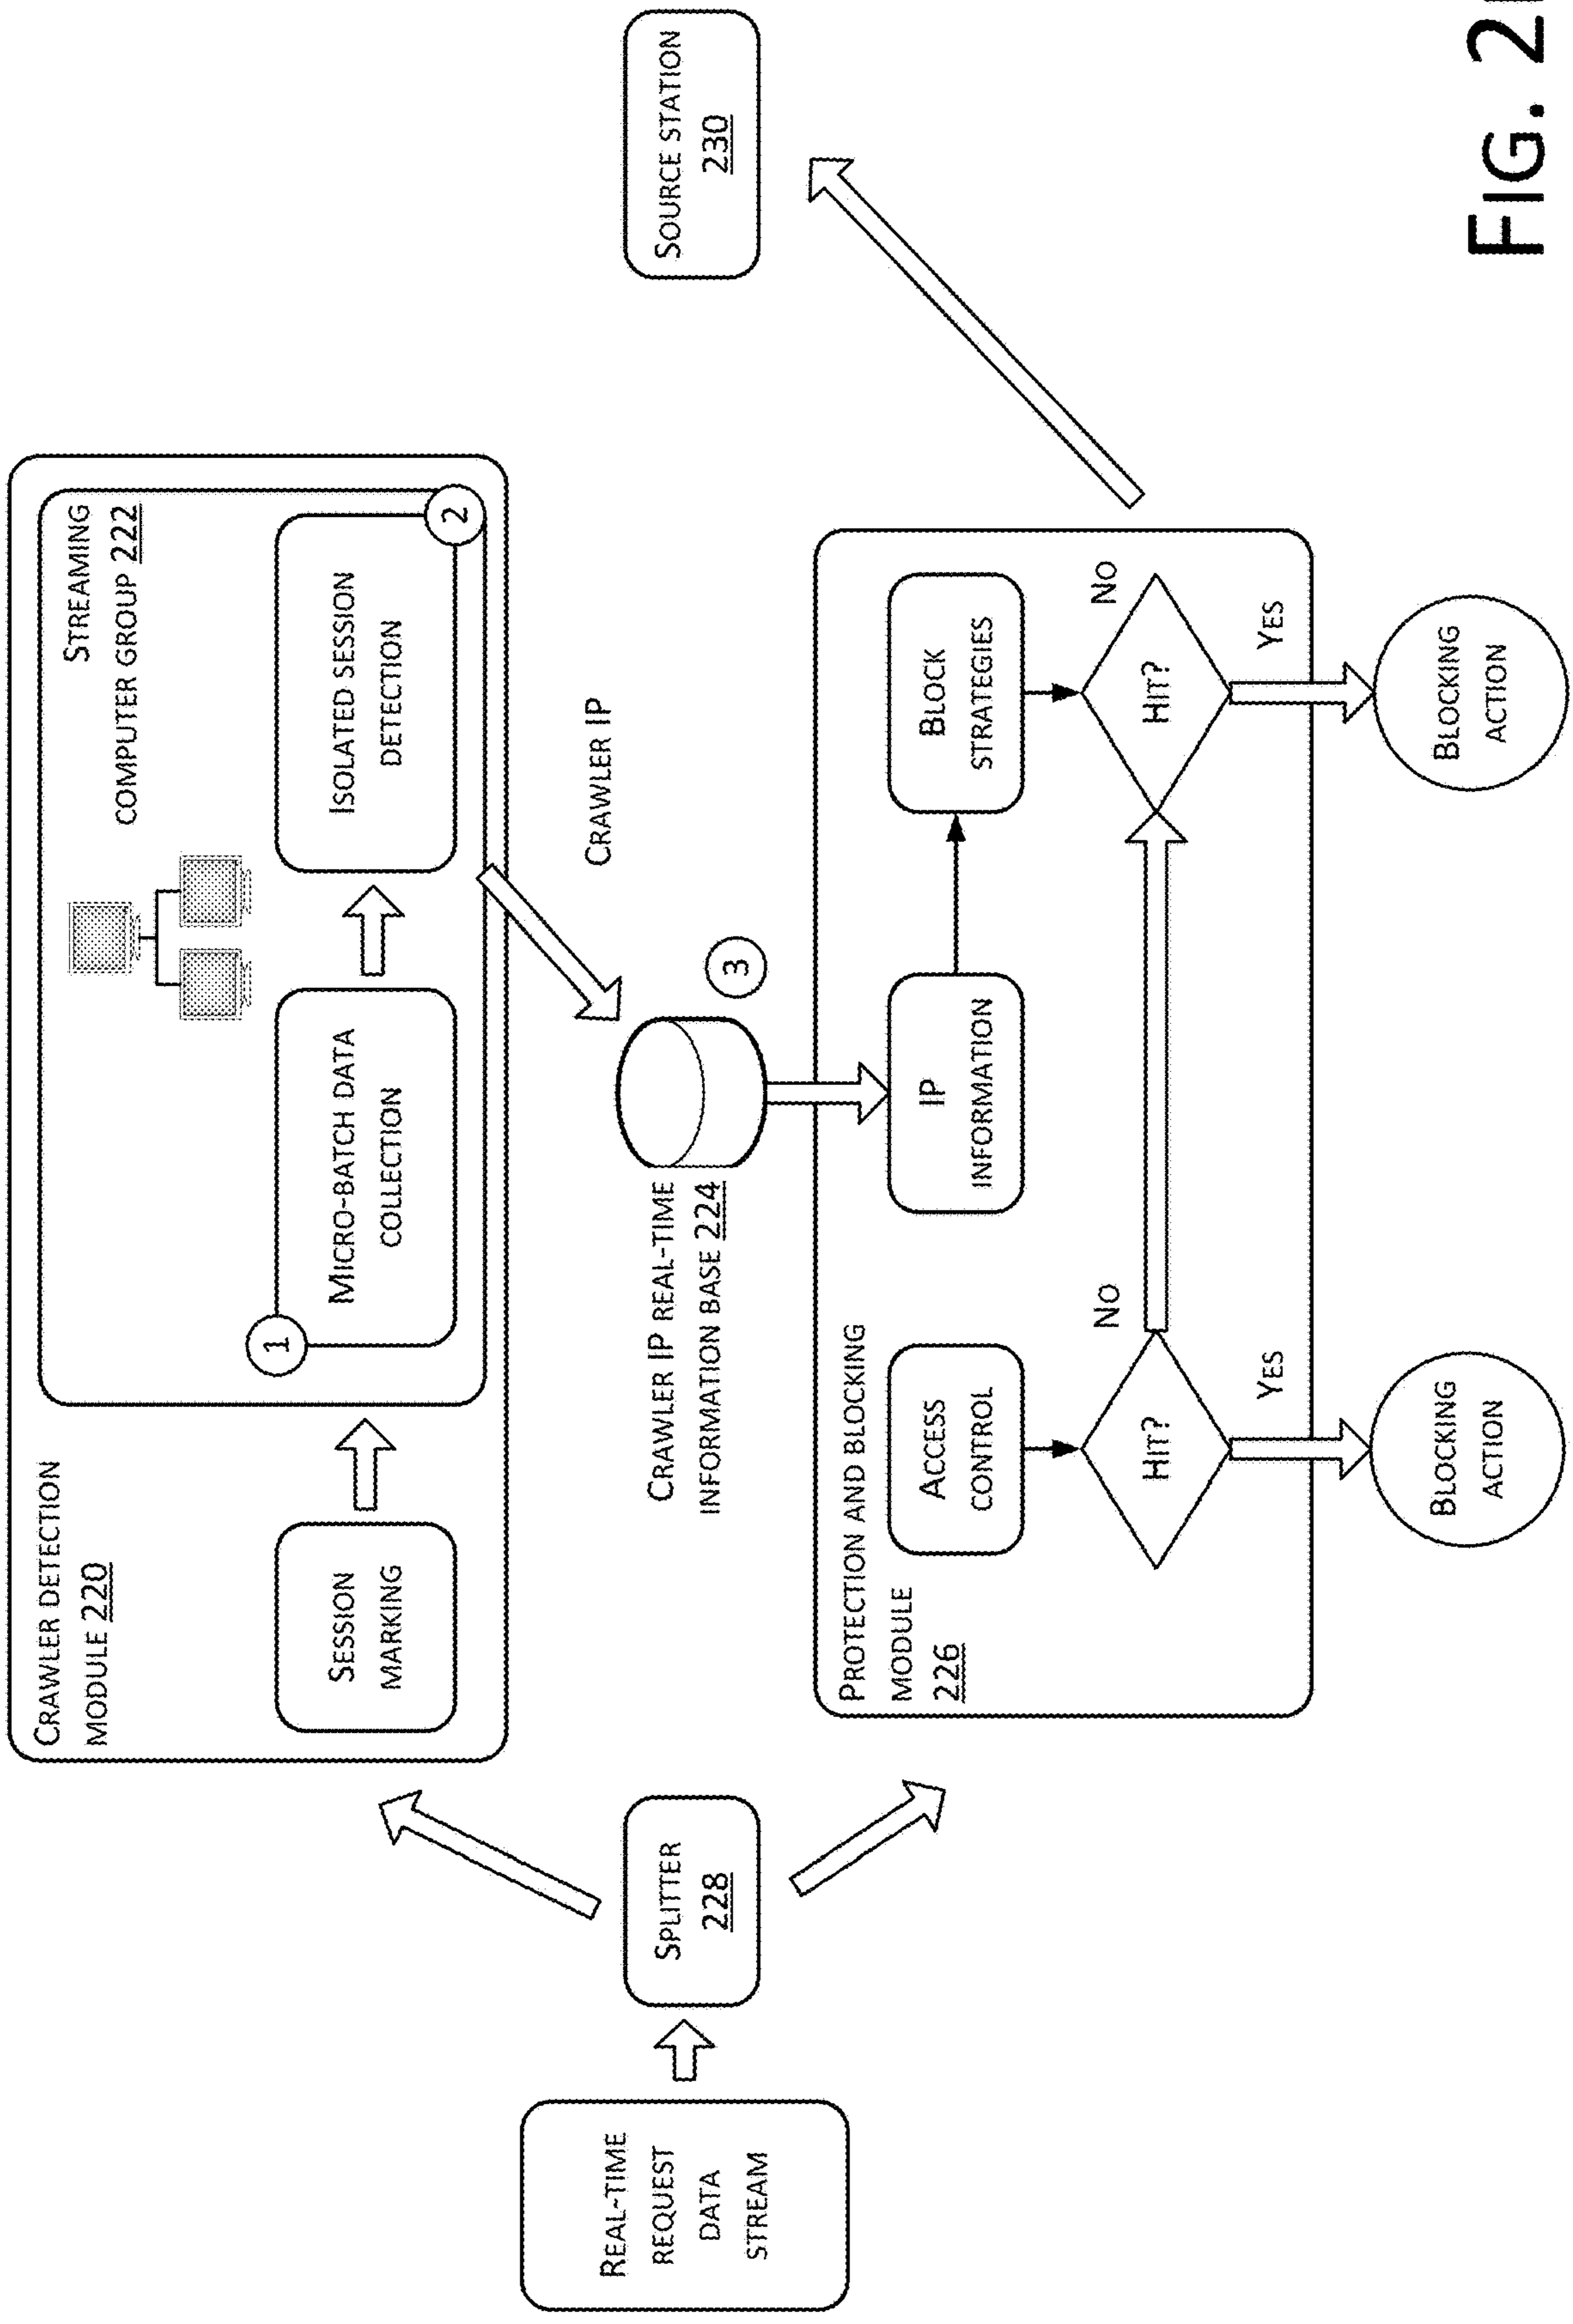 REAL-TIME
REQUEST
DATA
STREAM
SPLITTER
228
CRAWLER DETECTION
MODULE 220
SESSION
MARKING
STREAMING
COMPUTER GROUP 222
1
MICRO-BATCH DATA
COLLECTION
ISOLATED SESSION
DETECTION
2
CRAWLER IP
CRAWLER IP REAL-TIME
INFORMATION BASE 224
3
PROTECTION AND BLOCKING
MODULE
226
ACCESS
CONTROL
IP
INFORMATION
BLOCK
STRATEGIES
HIT?
NO
HIT?
NO
YES
YES
BLOCKING
ACTION
BLOCKING
ACTION
SOURCE STATION
230
FIG. 2